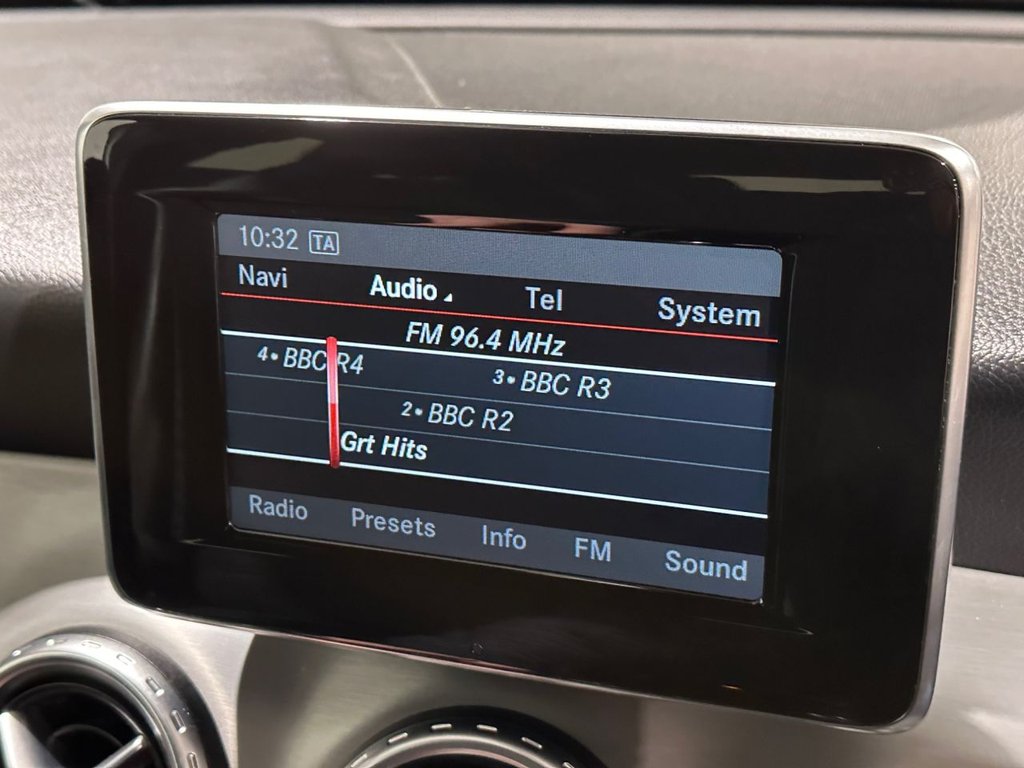 10:32 TA
Navi Audio Tel System
FM 96.4 MHz
4• BBC R4 3• BBC R3
2• BBC R2
Grt Hits
Radio Presets Info FM Sound